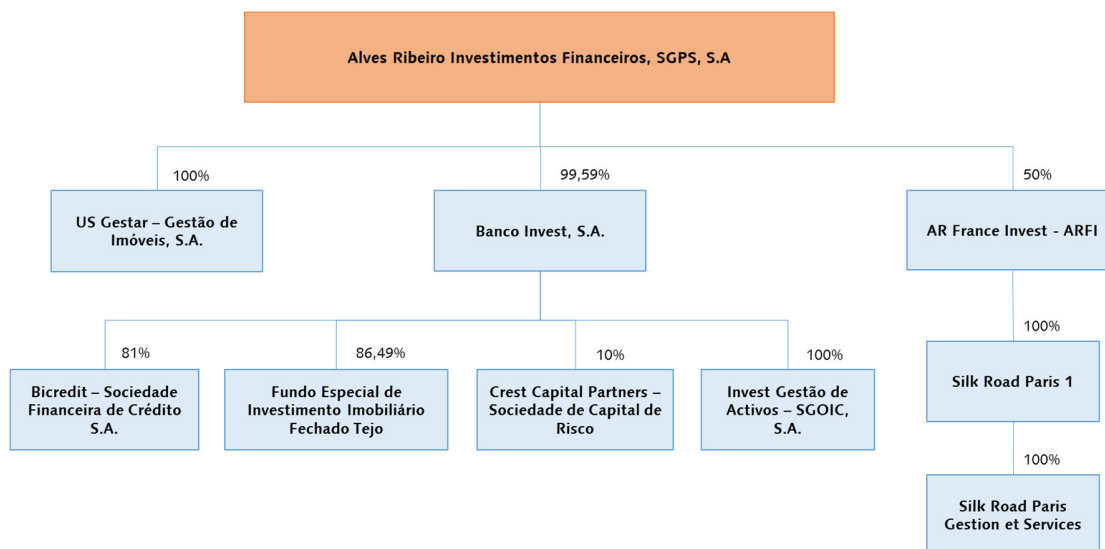 Alves Ribeiro Investimentos Financeiros, SGPS, S.A
100%
99,59%
50%
US Gestar – Gestão de
Imóveis, S.A.
Banco Invest, S.A.
AR France Invest - ARFI
81%
86,49%
10%
100%
100%
Bicredit – Sociedade
Financeira de Crédito
S.A.
Fundo Especial de
Investimento Imobiliário
Fechado Tejo
Crest Capital Partners –
Sociedade de Capital de
Risco
Invest Gestão de
Activos – SGOIC,
S.A.
Silk Road Paris 1
100%
Silk Road Paris
Gestion et Services